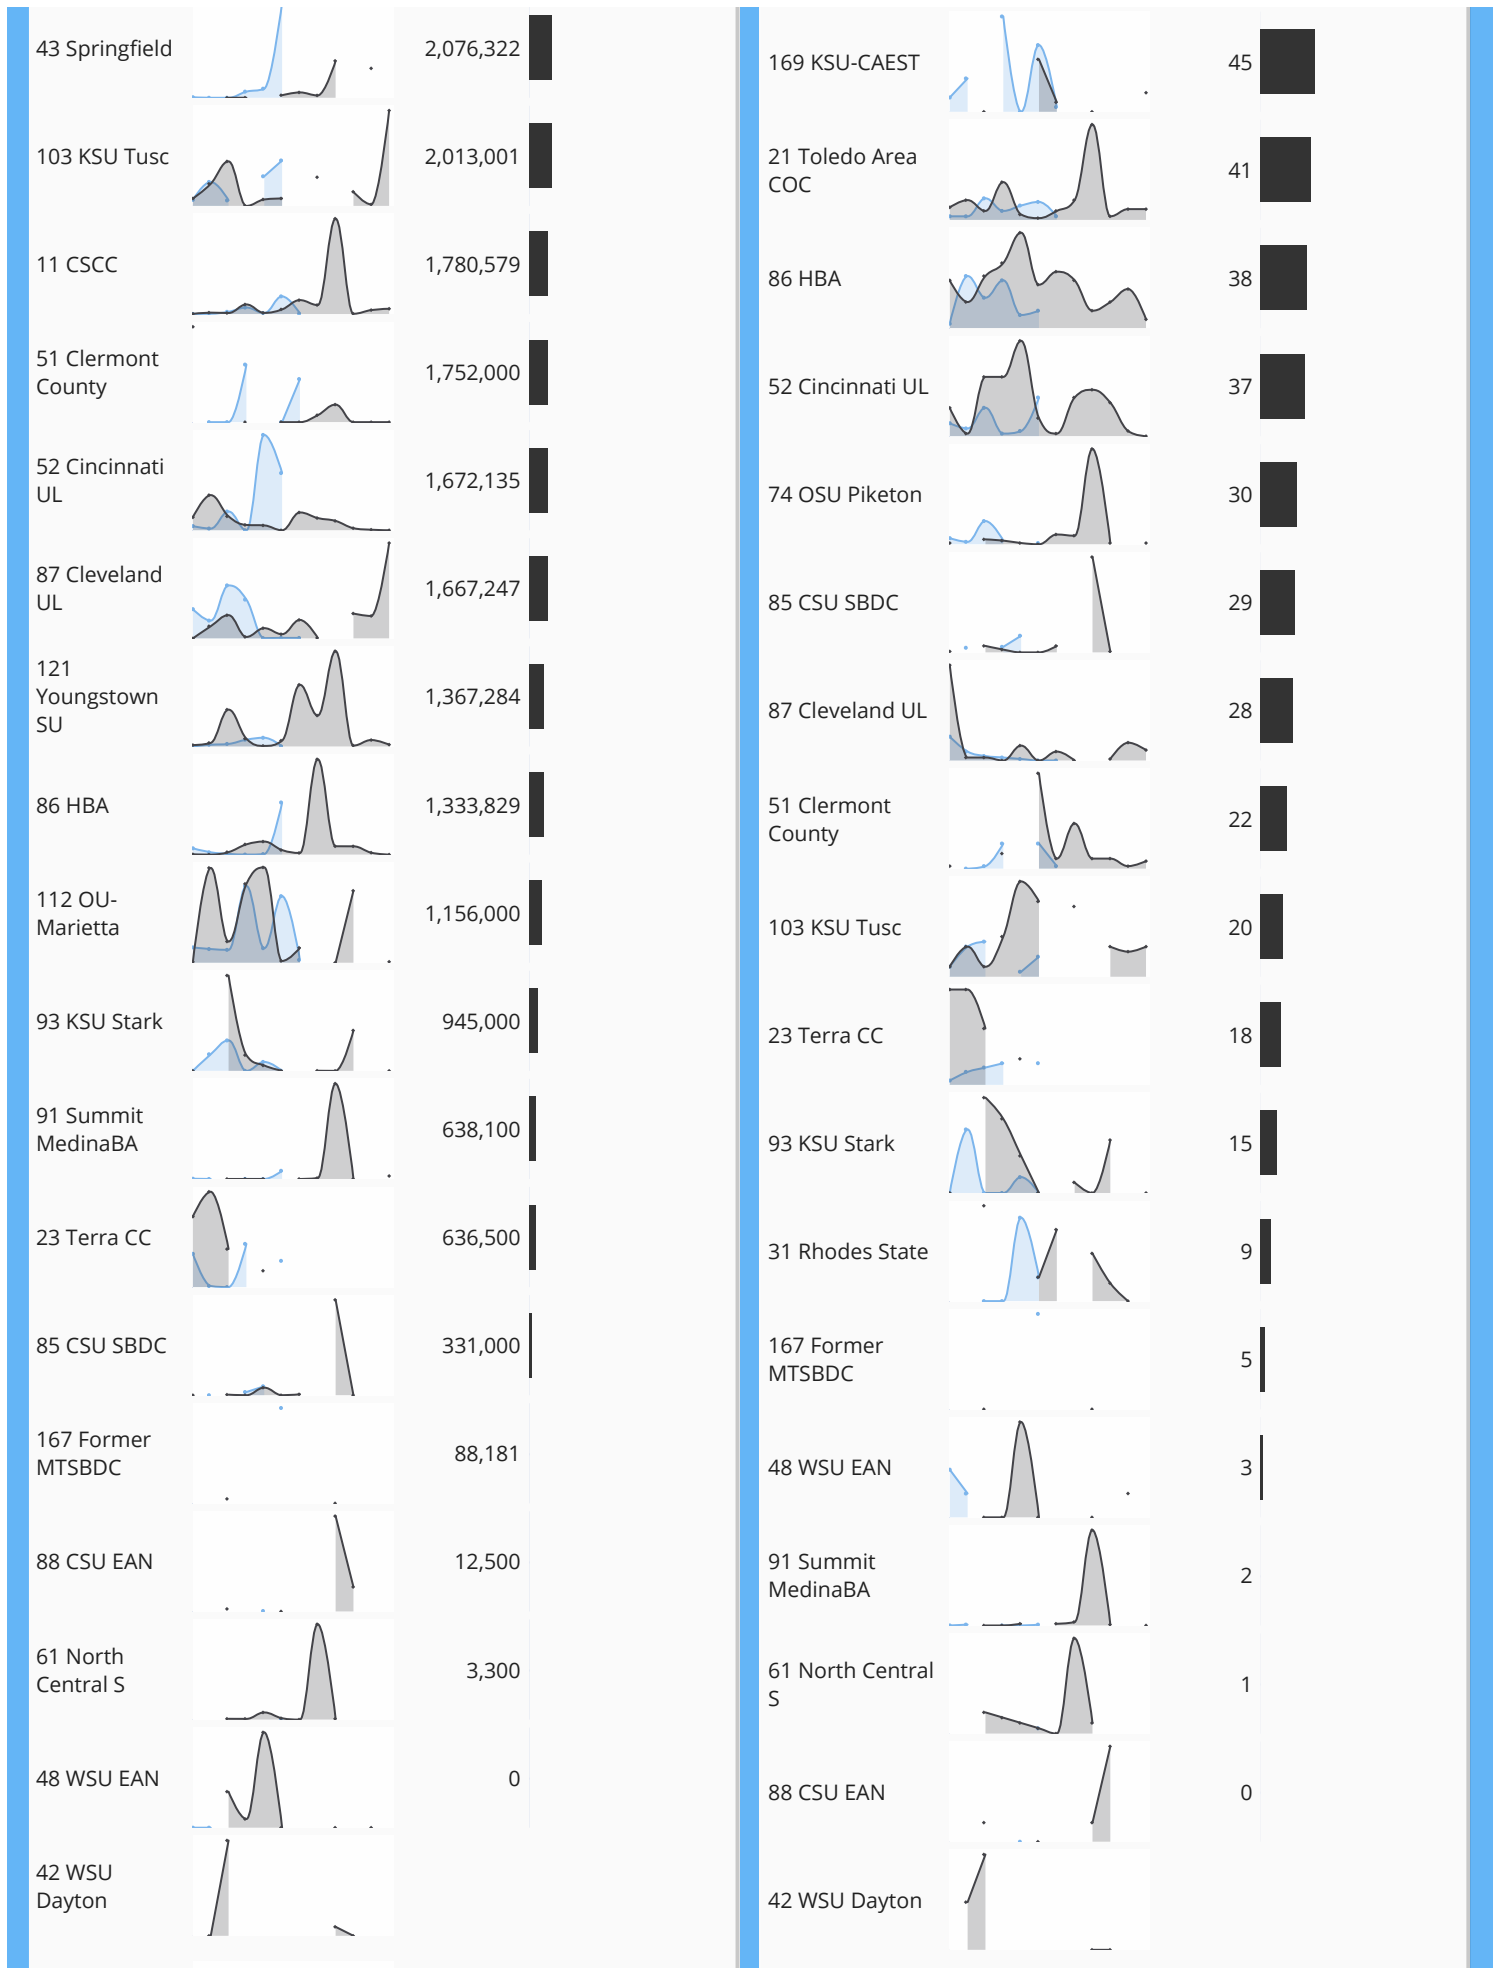 43 Springfield
2,076,322
103 KSU Tusc
2,013,001
11 CSCC
1,780,579
51 Clermont
County
1,752,000
52 Cincinnati
UL
1,672,135
87 Cleveland
UL
1,667,247
121
Youngstown
SU
1,367,284
86 HBA
1,333,829
112 OU-
Marietta
1,156,000
93 KSU Stark
945,000
91 Summit
MedinaBA
638,100
23 Terra CC
636,500
85 CSU SBDC
331,000
167 Former
MTSBDC
88,181
88 CSU EAN
12,500
61 North
Central S
3,300
48 WSU EAN
0
42 WSU
Dayton
169 KSU-CAEST
45
21 Toledo Area
COC
41
86 HBA
38
52 Cincinnati UL
37
74 OSU Piketon
30
85 CSU SBDC
29
87 Cleveland UL
28
51 Clermont
County
22
103 KSU Tusc
20
23 Terra CC
18
93 KSU Stark
15
31 Rhodes State
9
167 Former
MTSBDC
5
48 WSU EAN
3
91 Summit
MedinaBA
2
61 North Central
S
1
88 CSU EAN
0
42 WSU Dayton